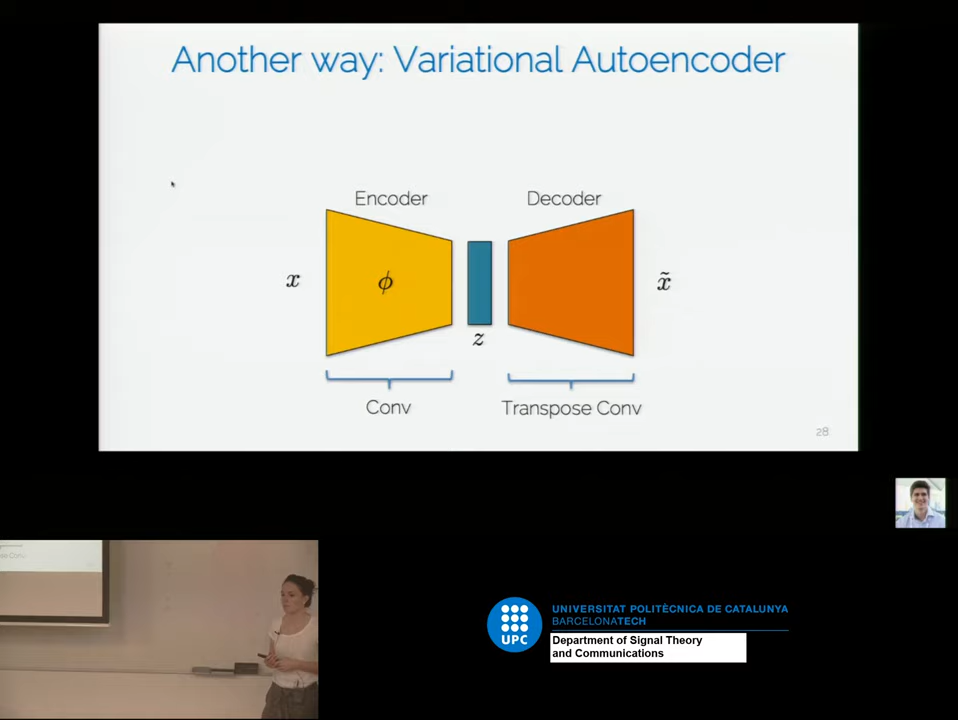 Another way: Variational Autoencoder
Encoder
Decoder
x
ϕ
x̃
z
Conv
Transpose Conv
28
UNIVERSITAT POLITÈCNICA DE CATALUNYA
BARCELONATECH
UPC
Department of Signal Theory
and Communications